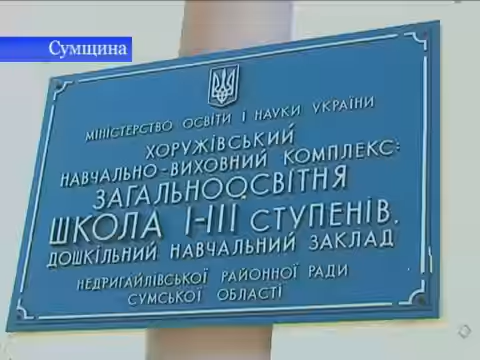 Сумщина
МІНІСТЕРСТВО ОСВІТИ І НАУКИ УКРАЇНИ
ХОРУЖІВСЬКИЙ
НАВЧАЛЬНО-ВИХОВНИЙ КОМПЛЕКС:
ЗАГАЛЬНООСВІТНЯ
ШКОЛА І-ІІІ СТУПЕНІВ,
ДОШКІЛЬНИЙ НАВЧАЛЬНИЙ ЗАКЛАД
НЕДРИГАЙЛІВСЬКОЇ РАЙОННОЇ РАДИ
СУМСЬКОЇ ОБЛАСТІ